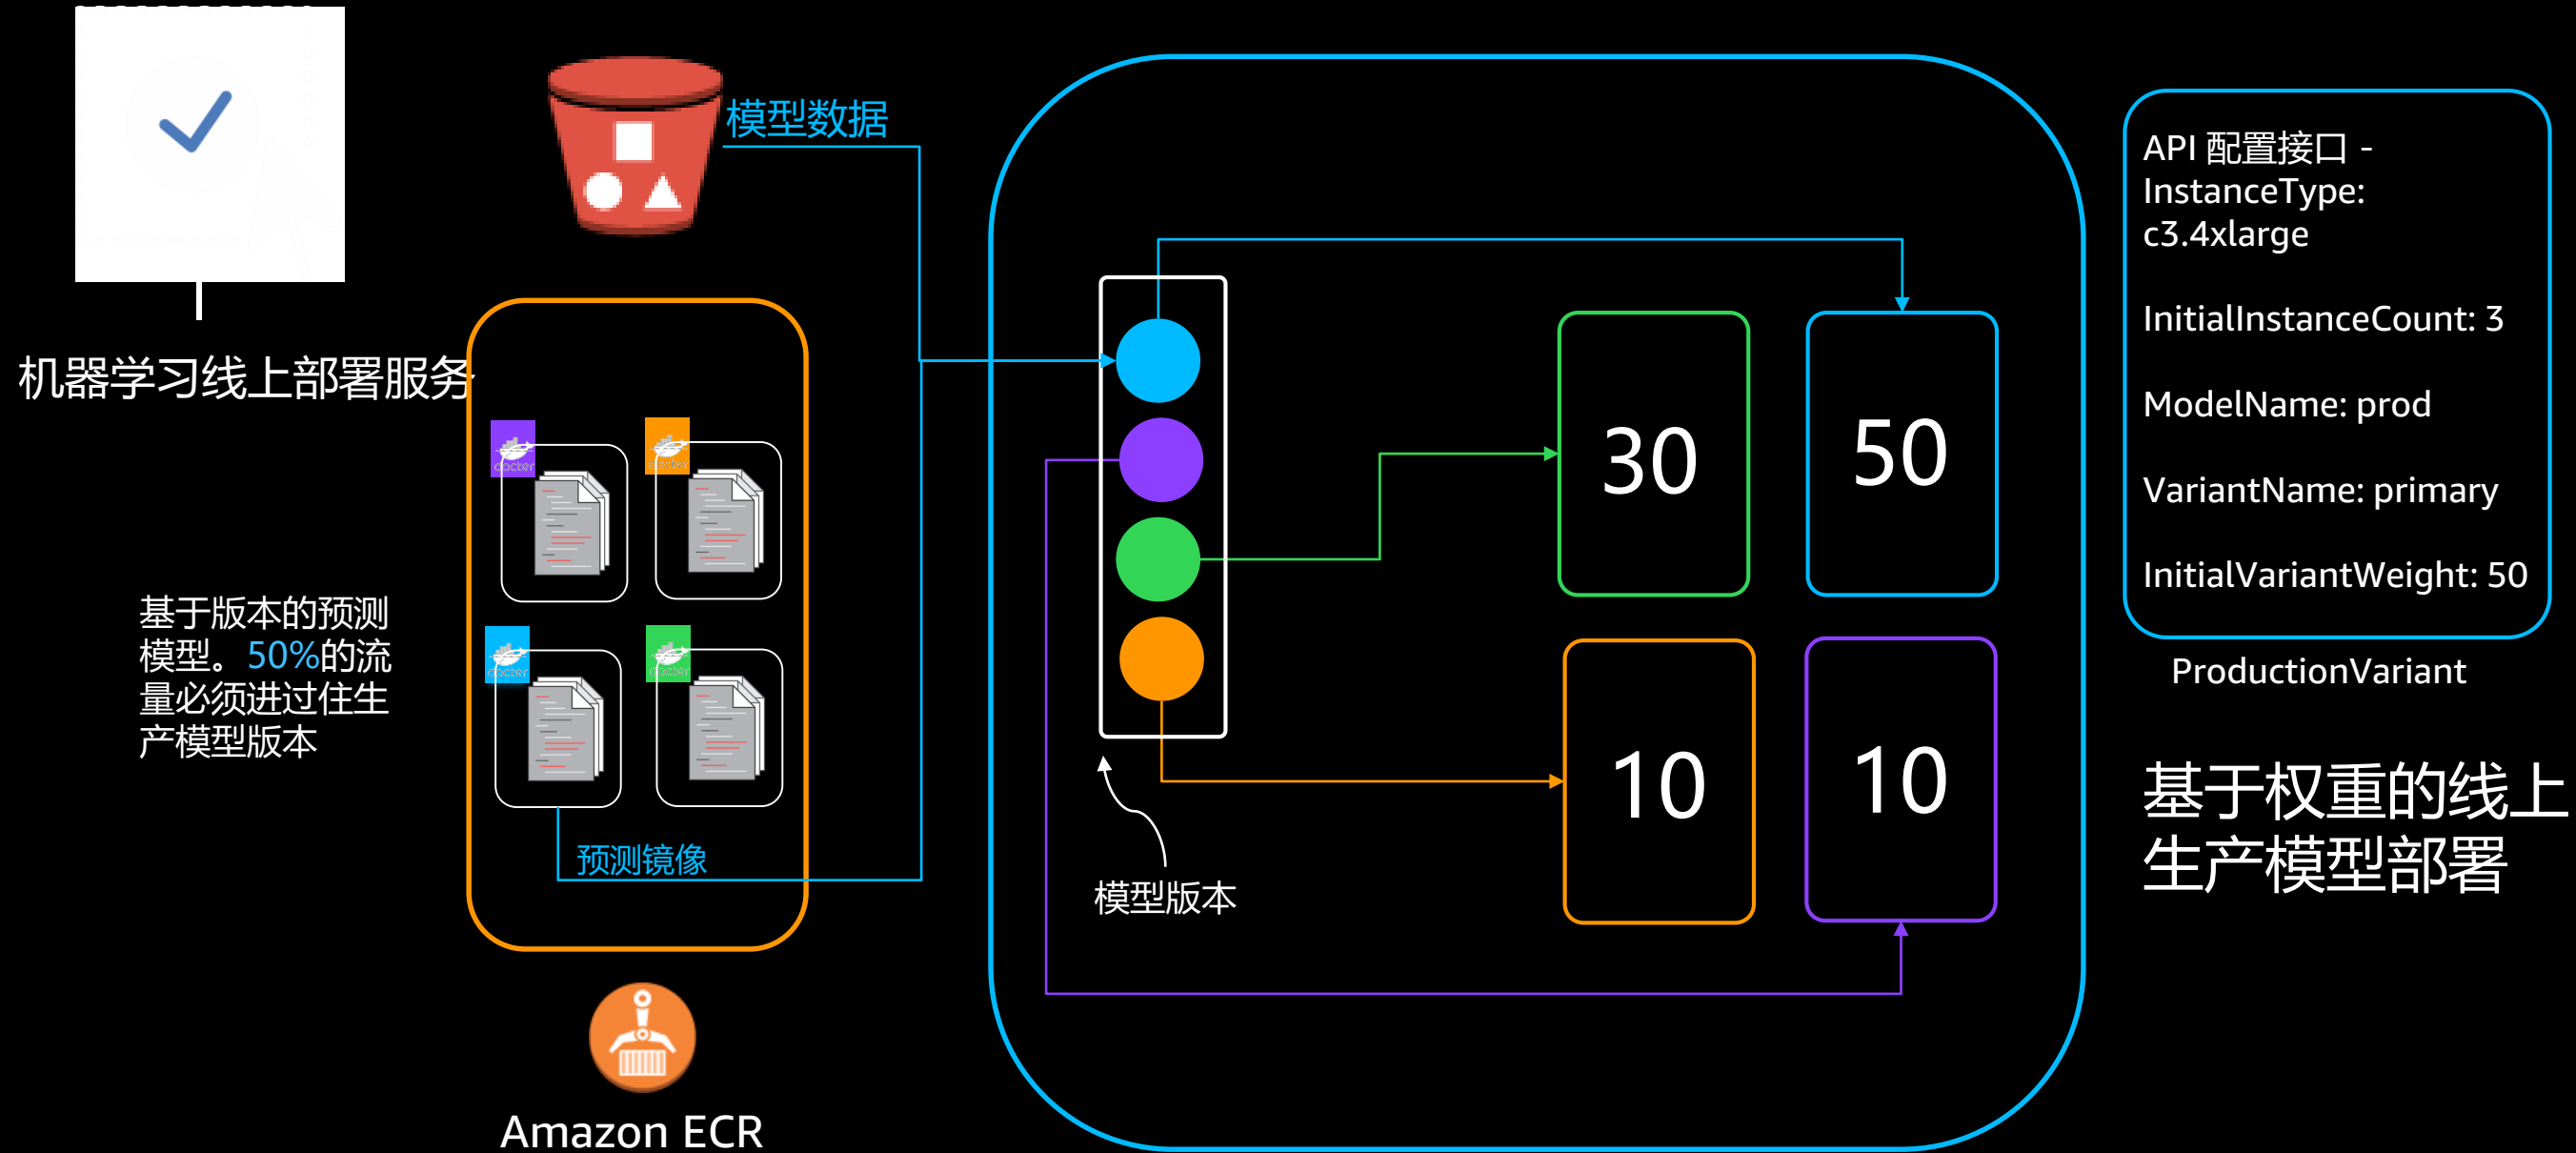 模型数据
机器学习线上部署服务
docker
docker
docker
docker
基于版本的预测
模型。50%的流
量必须进过住生
产模型版本
预测镜像
Amazon ECR
模型版本
30
50
10
10
API 配置接口 -
InstanceType:
c3.4xlarge
InitialInstanceCount: 3
ModelName: prod
VariantName: primary
InitialVariantWeight: 50
ProductionVariant
基于权重的线上
生产模型部署